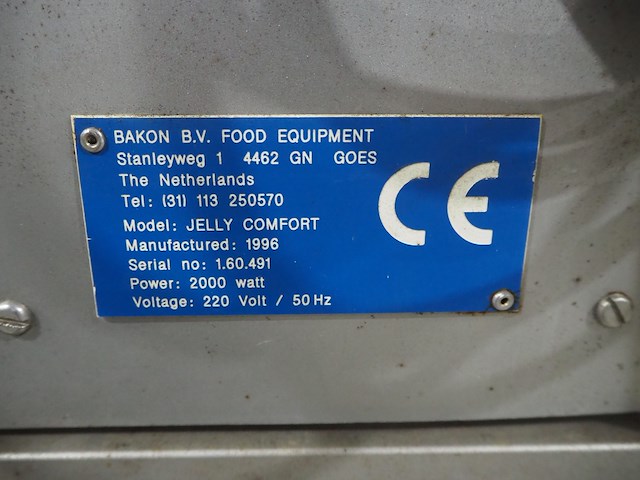 BAKON B.V. FOOD EQUIPMENT
Stanleyweg 1 4462 GN GOES
The Netherlands
Tel: (31) 113 250570
Model: JELLY COMFORT
Manufactured: 1996
Serial no: 1.60.491
Power: 2000 watt
Voltage: 220 Volt / 50 Hz
CE